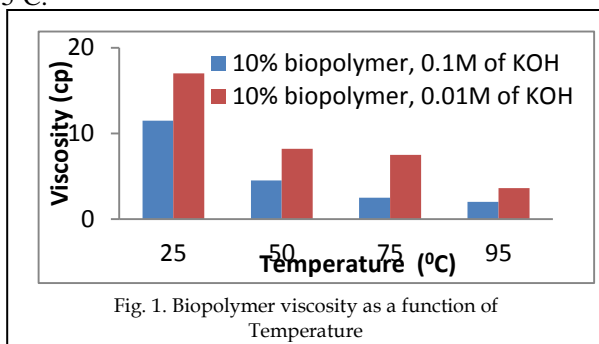 5 C.
20
10% biopolymer, 0.1M of KOH
10% biopolymer, 0.01M of KOH
10
0
Viscosity (cp)
25 50 75 95
Temperature (⁰C)
Fig. 1. Biopolymer viscosity as a function of
Temperature